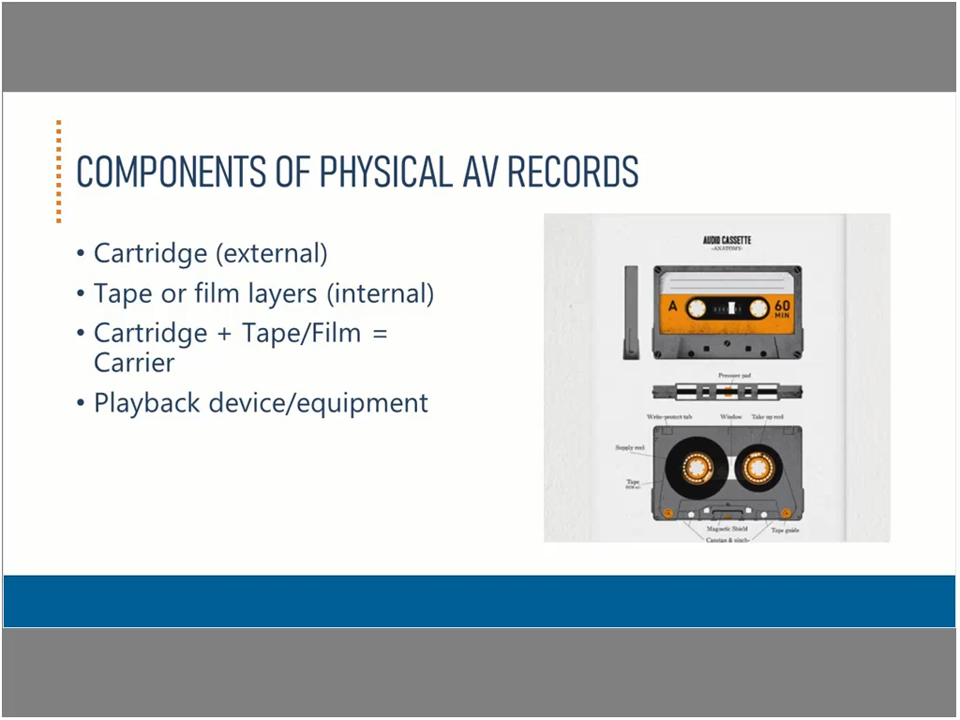 COMPONENTS OF PHYSICAL AV RECORDS
• Cartridge (external)
• Tape or film layers (internal)
• Cartridge + Tape/Film =
Carrier
• Playback device/equipment
AUDIO CASSETTE
-ANATOMY-
A
60
MIN
Pressure pad
Write-protect tab
Window
Take up reel
Supply reel
Tape
Magnetic Shield
Tape guide